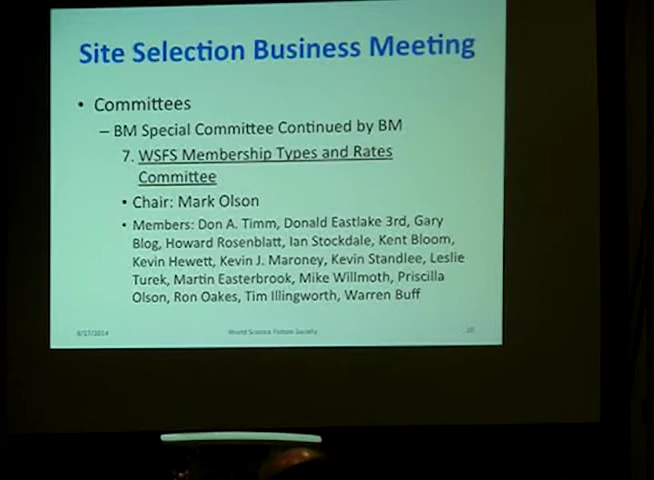 Site Selection Business Meeting
• Committees
– BM Special Committee Continued by BM
7. WSFS Membership Types and Rates
Committee
• Chair: Mark Olson
• Members: Don A. Timm, Donald Eastlake 3rd, Gary
Blog, Howard Rosenblatt, Ian Stockdale, Kent Bloom,
Kevin Hewett, Kevin J. Maroney, Kevin Standlee, Leslie
Turek, Martin Easterbrook, Mike Willmoth, Priscilla
Olson, Ron Oakes, Tim Illingworth, Warren Buff
8/17/2014
World Science Fiction Society